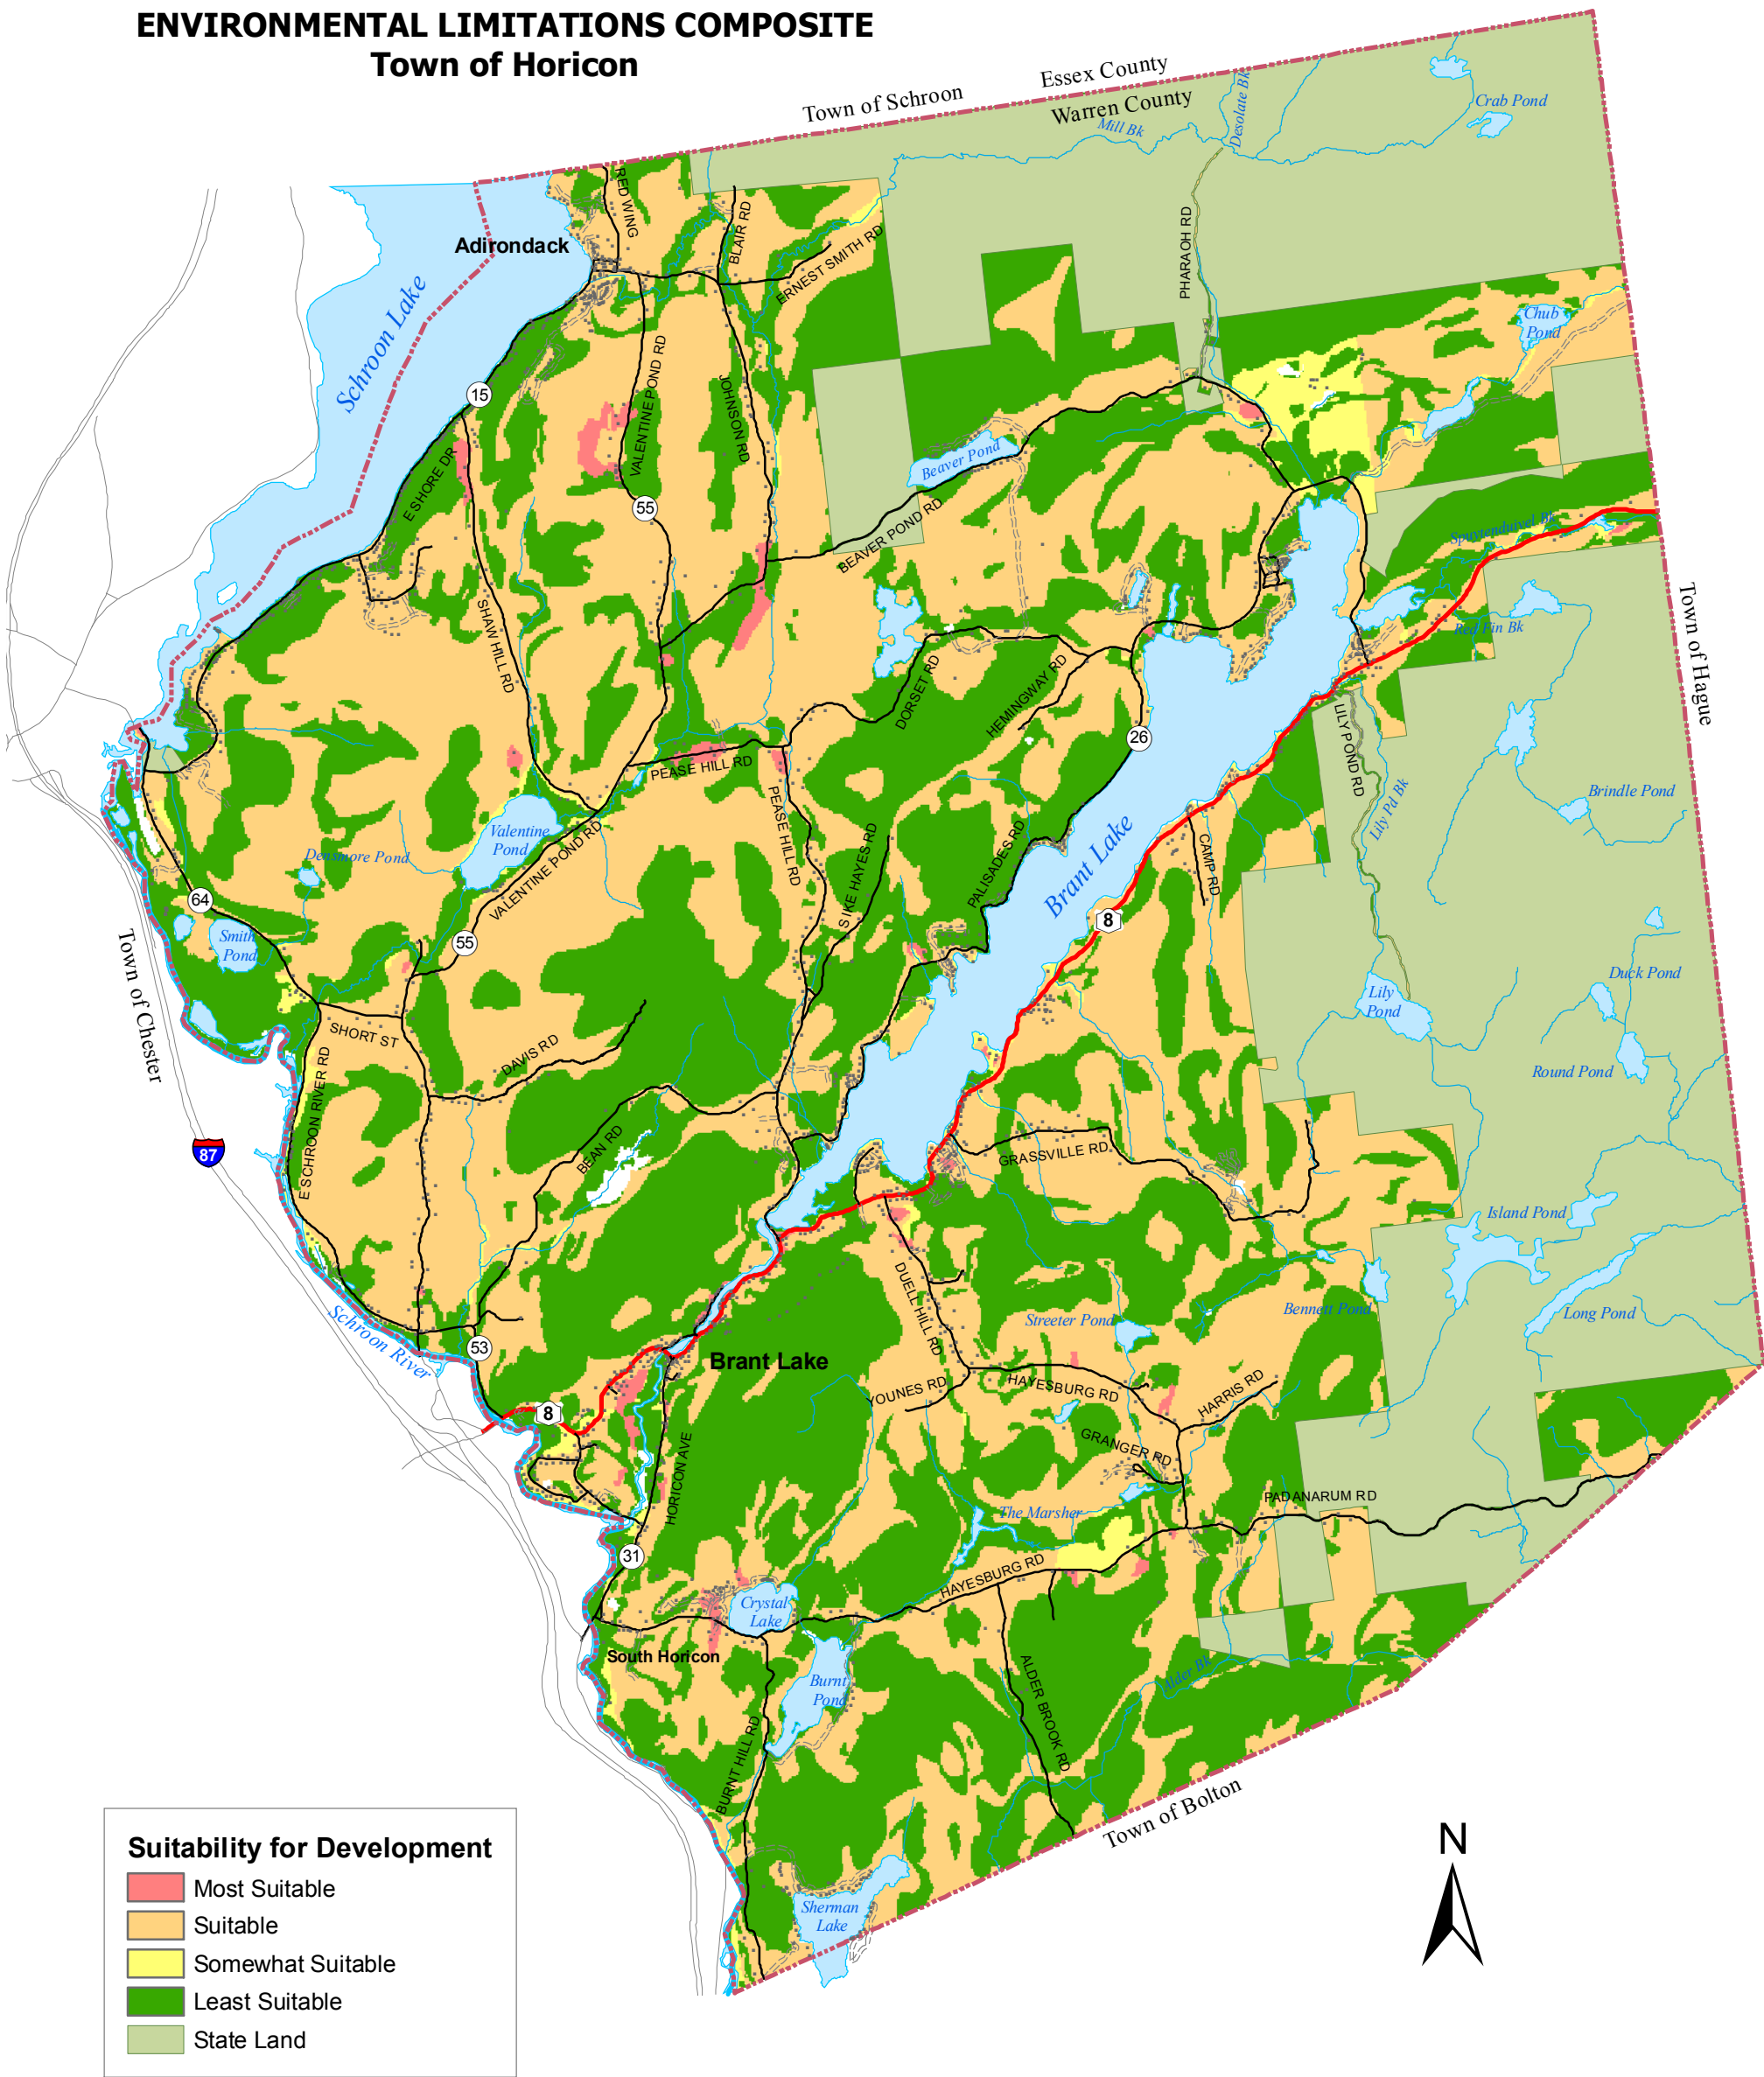 ENVIRONMENTAL LIMITATIONS COMPOSITE
Town of Horicon
Town of Schroon
Essex County
Warren County
Mill Bk
Desolate Bk
Crab Pond
RED WING
BLAIR RD
Adirondack
ERNEST SMITH RD
PHARAOH RD
Schroon Lake
Chub
Pond
15
VALENTINE POND RD
JOHNSON RD
E SHORE DR
Beaver Pond
55
BEAVER POND RD
Spuytenduivel Bk
Town of Hague
Red Fin Bk
SHAW HILL RD
DORSET RD
HEMINGWAY RD
26
LILY POND RD
PEASE HILL RD
PEASE HILL RD
Lily Pd Bk
Brindle Pond
Valentine
Pond
Densmore Pond
VALENTINE POND RD
SIKE HAYES RD
PALISADES RD
Brant Lake
CAMP RD
64
8
Smith
Pond
55
Town of Chester
Duck Pond
Lily
Pond
SHORT ST
DAVIS RD
Round Pond
E SCHROON RIVER RD
87
BEAN RD
GRASSVILLE RD
Island Pond
DUELL HILL RD
Bennett Pond
Long Pond
Streeter Pond
Schroon River
53
Brant Lake
YOUNES RD
HAYESBURG RD
HARRIS RD
8
GRANGER RD
HORICON AVE
PADANARUM RD
The Marsher
31
HAYESBURG RD
Crystal
Lake
South Horicon
Burnt
Pond
ALDER BROOK RD
Alder Bk
BURNT HILL RD
Town of Bolton
Sherman
Lake
N
Suitability for Development
Most Suitable
Suitable
Somewhat Suitable
Least Suitable
State Land